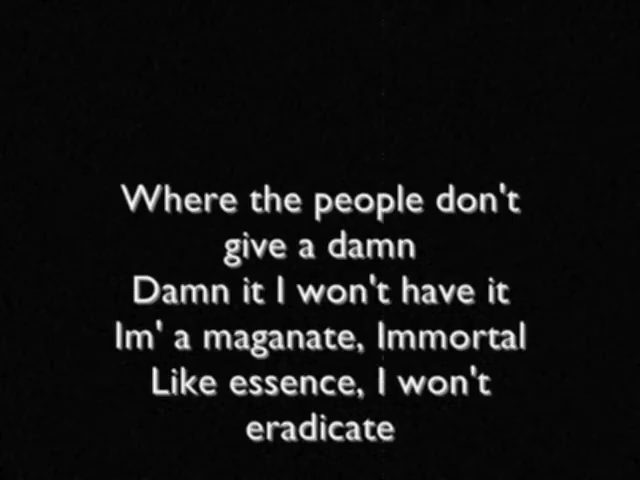 Where the people don't
give a damn
Damn it I won't have it
Im' a maganate, Immortal
Like essence, I won't
eradicate